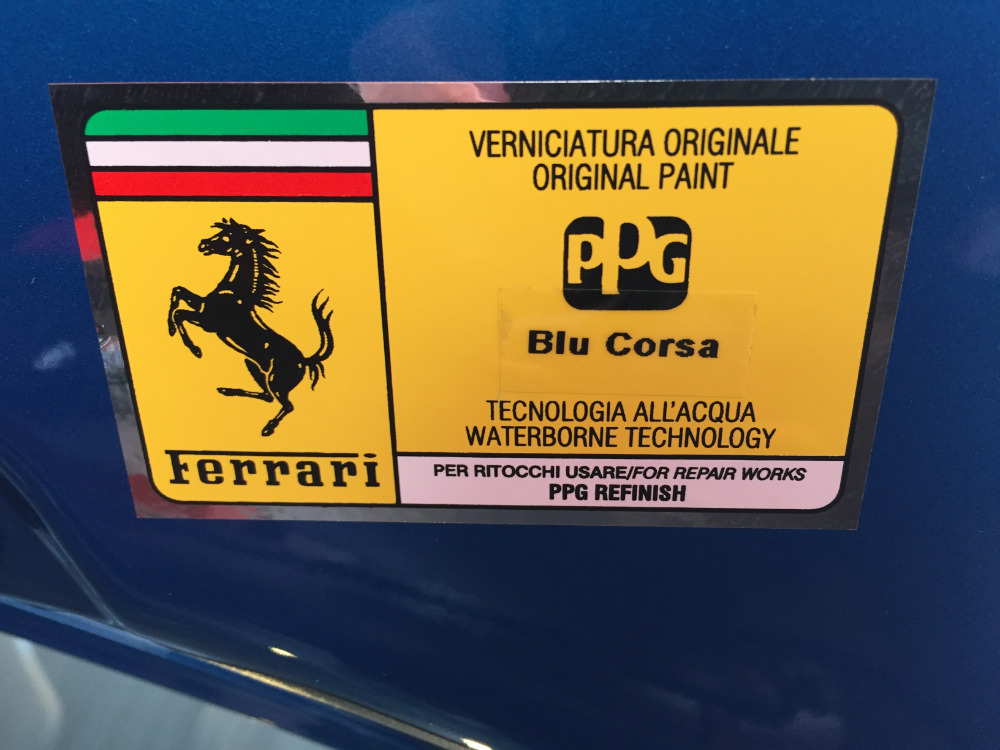 VERNICIATURA ORIGINALE
ORIGINAL PAINT
PPG
Blu Corsa
TECNOLOGIA ALL'ACQUA
WATERBORNE TECHNOLOGY
Ferrari
PER RITOCCHI USARE/FOR REPAIR WORKS
PPG REFINISH